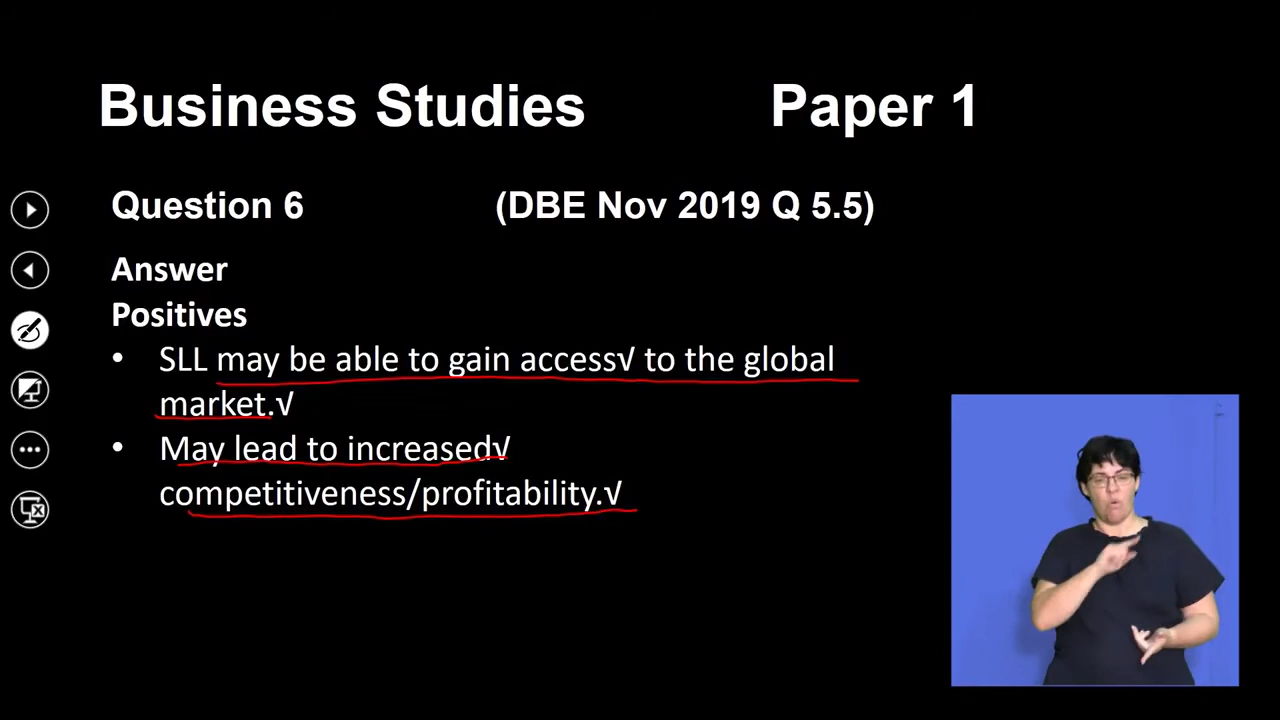 Business Studies Paper 1
Question 6 (DBE Nov 2019 Q 5.5)
Answer
Positives
• SLL may be able to gain access√ to the global
market.√
• May lead to increased√
competitiveness/profitability.√